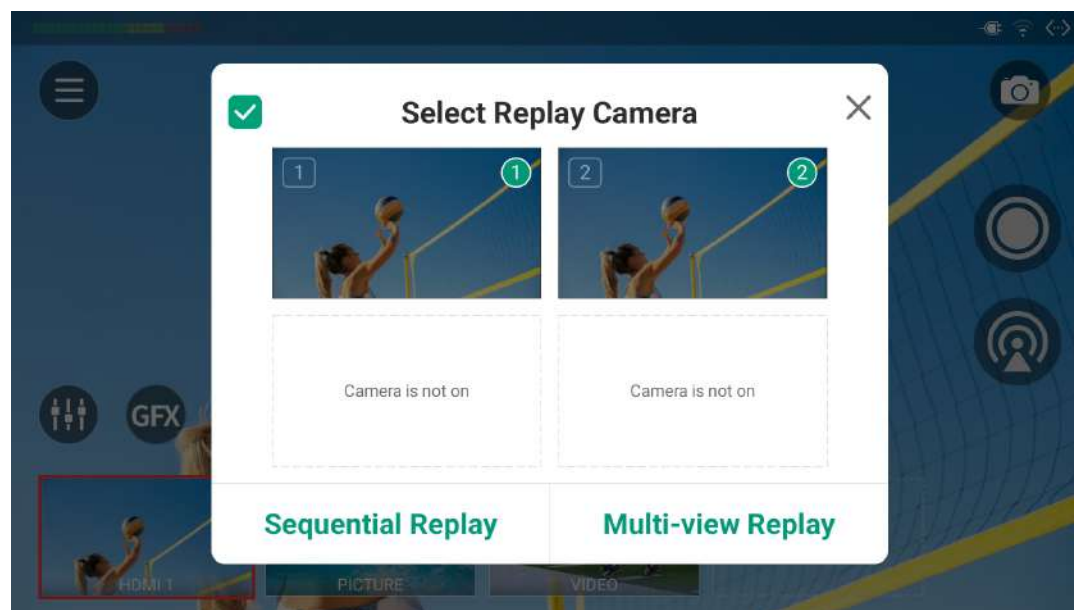 Select Replay Camera
1 1 2 2
Camera is not on Camera is not on
GFX
Sequential Replay Multi-view Replay
HDMI 1 PICTURE VIDEO